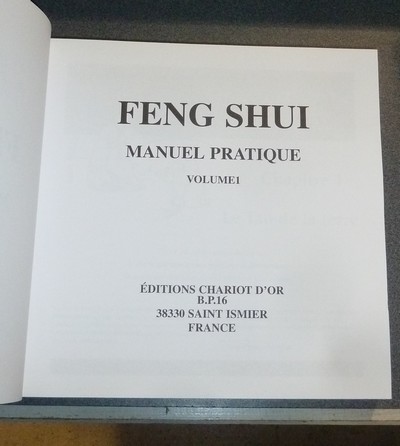 FENG SHUI
MANUEL PRATIQUE
VOLUME1
ÉDITIONS CHARIOT D'OR
B.P.16
38330 SAINT ISMIER
FRANCE